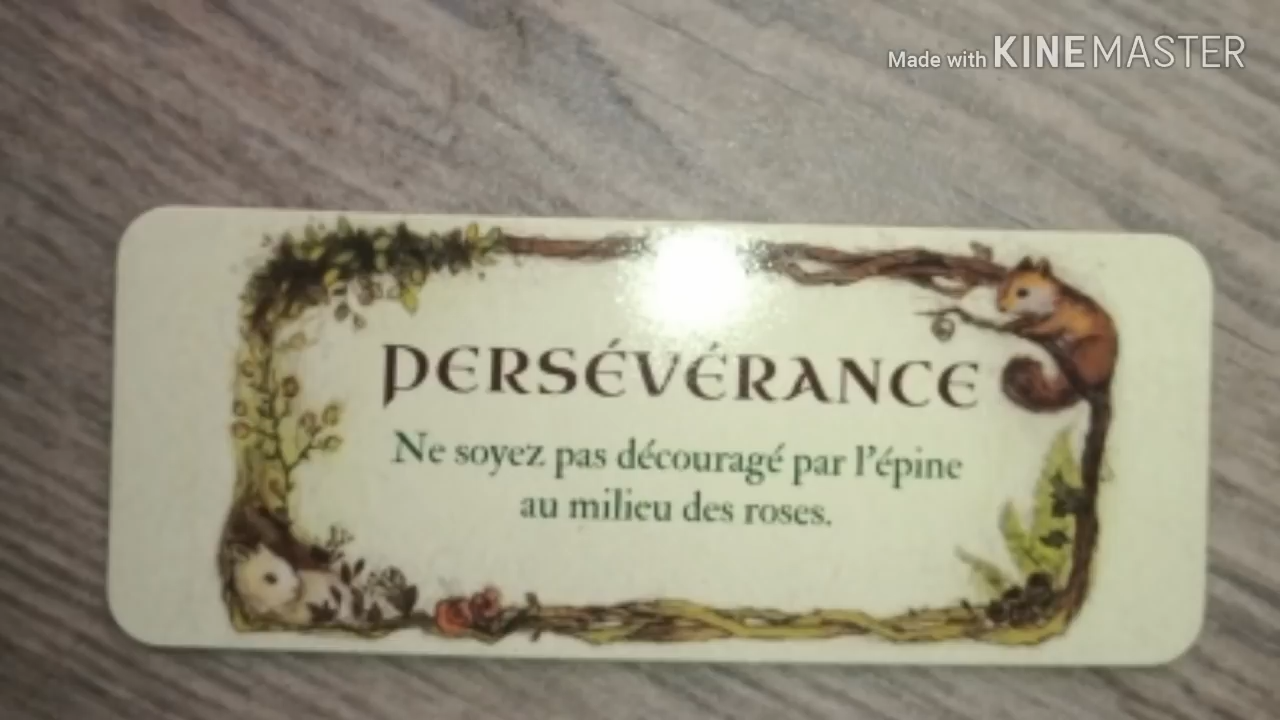 Made with KINEMASTER
PERSÉVÉRANCE
Ne soyez pas découragé par l'épine
au milieu des roses.